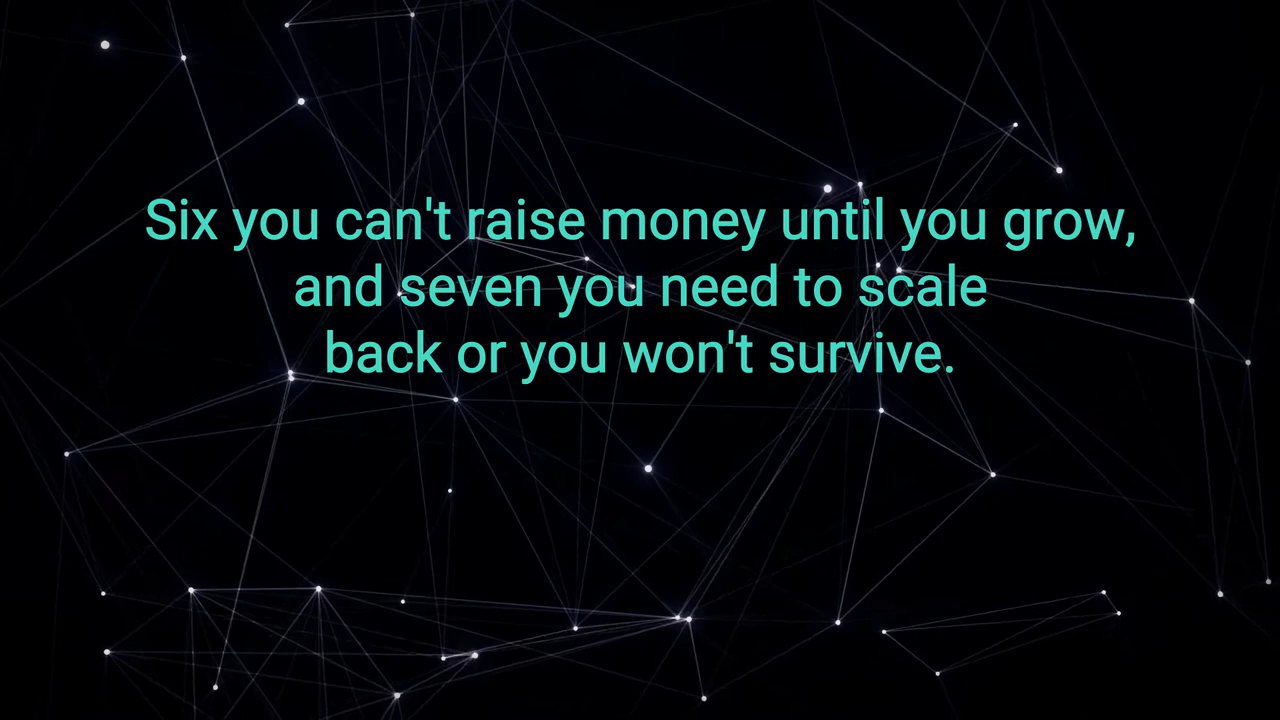 Six you can't raise money until you grow,
and seven you need to scale
back or you won't survive.